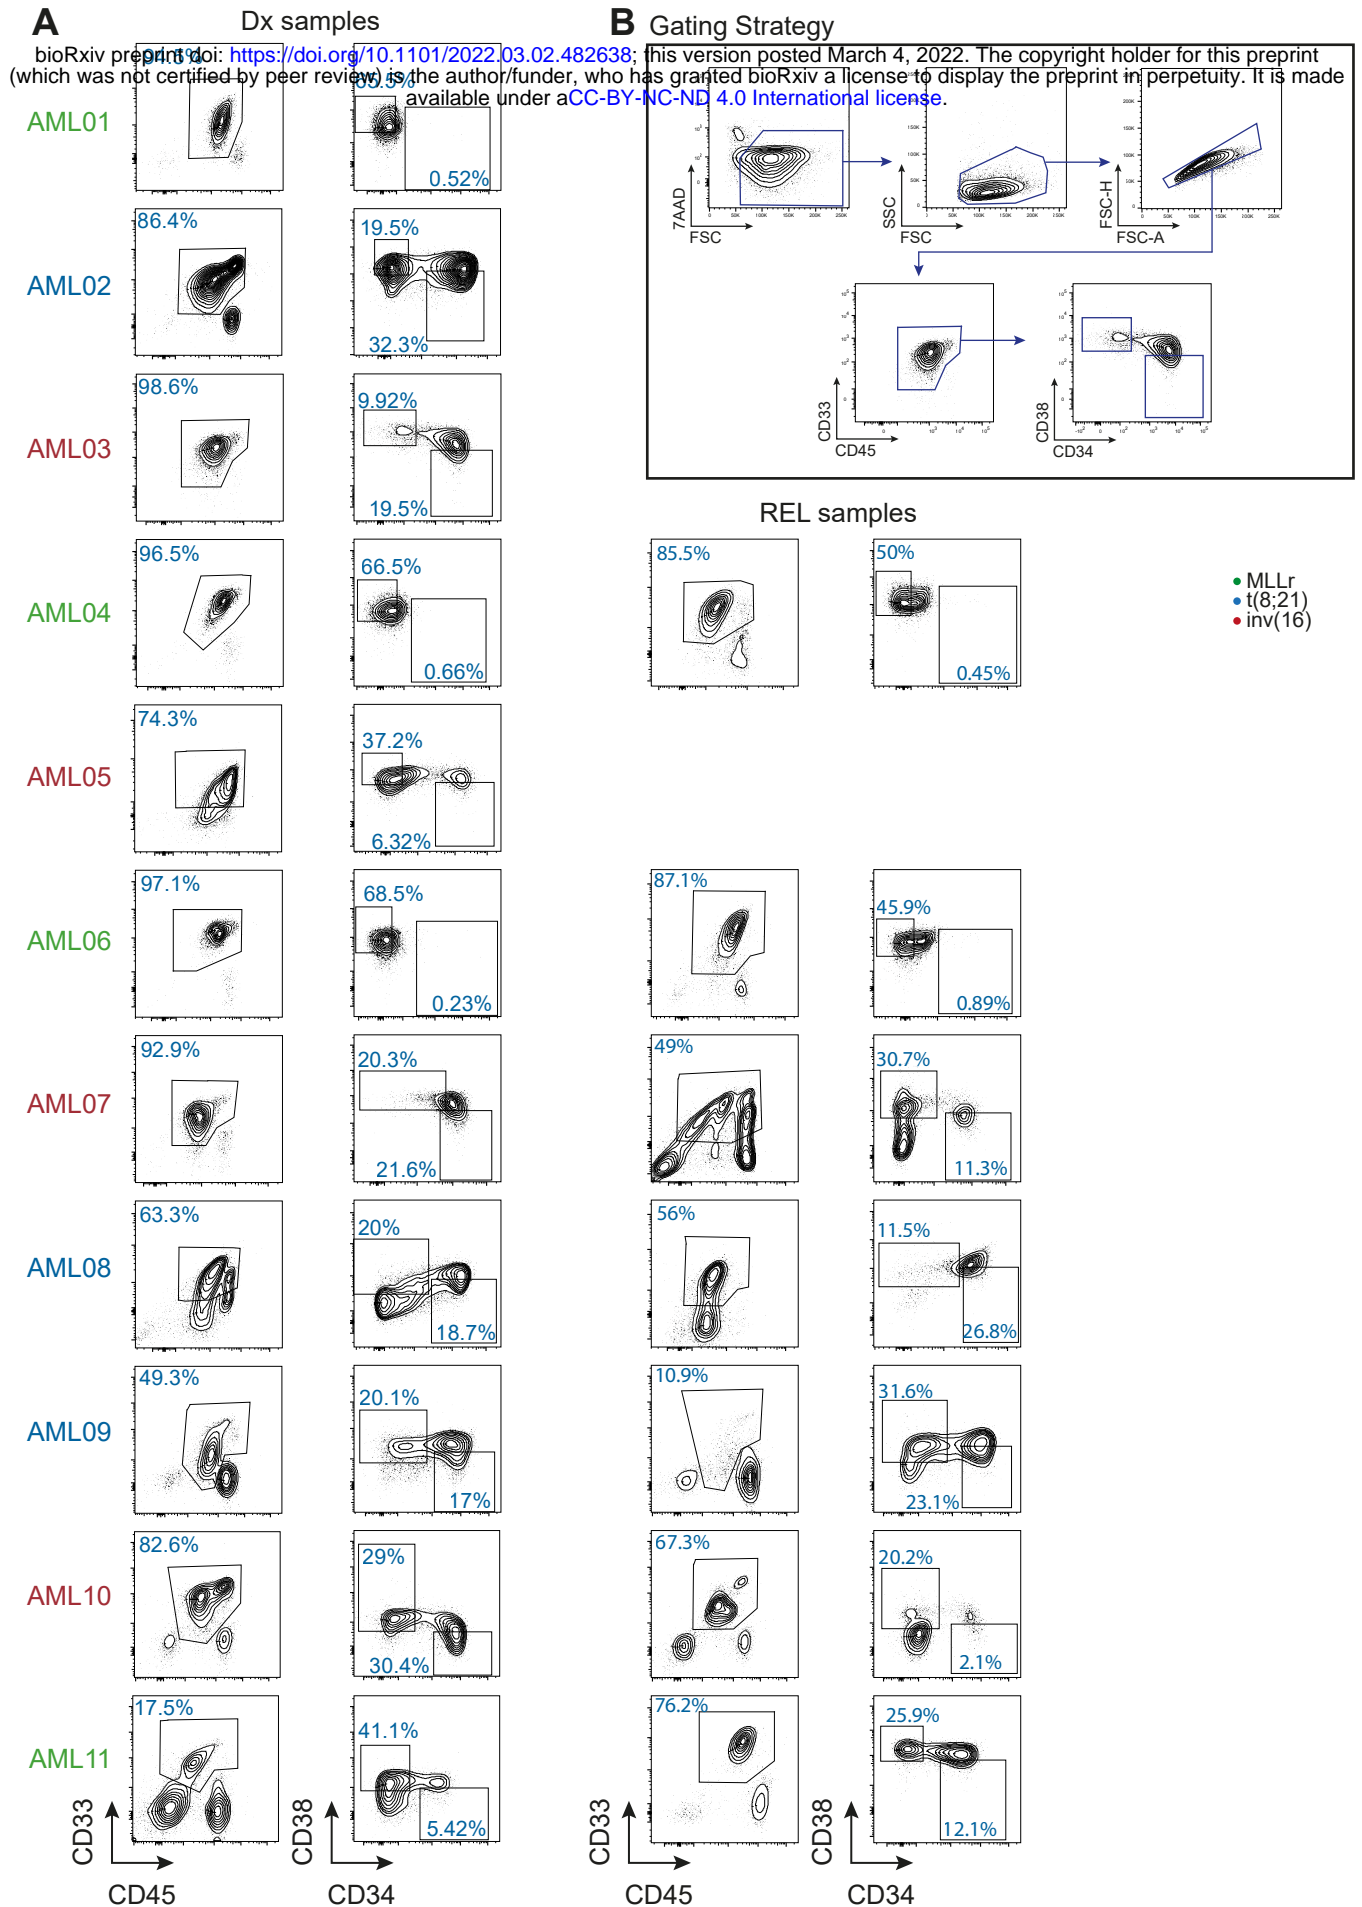 A
Dx samples
B Gating Strategy
bioRxiv preprint doi: https://doi.org/10.1101/2022.03.02.482638; this version posted March 4, 2022. The copyright holder for this preprint
(which was not certified by peer review) is the author/funder, who has granted bioRxiv a license to display the preprint in perpetuity. It is made
available under aCC-BY-NC-ND 4.0 International license.
AML01
94.5%
65.5%
0.52%
7AAD
FSC
SSC
FSC
FSC-H
FSC-A
CD33
CD45
CD38
CD34
AML02
86.4%
19.5%
32.3%
AML03
98.6%
9.92%
19.5%
REL samples
MLLr
t(8;21)
inv(16)
AML04
96.5%
66.5%
0.66%
85.5%
50%
0.45%
AML05
74.3%
37.2%
6.32%
AML06
97.1%
68.5%
0.23%
87.1%
45.9%
0.89%
AML07
92.9%
20.3%
21.6%
49%
30.7%
11.3%
AML08
63.3%
20%
18.7%
56%
11.5%
26.8%
AML09
49.3%
20.1%
17%
10.9%
31.6%
23.1%
AML10
82.6%
29%
30.4%
67.3%
20.2%
2.1%
AML11
17.5%
41.1%
5.42%
76.2%
25.9%
12.1%
CD33
CD45
CD38
CD34
CD33
CD45
CD38
CD34